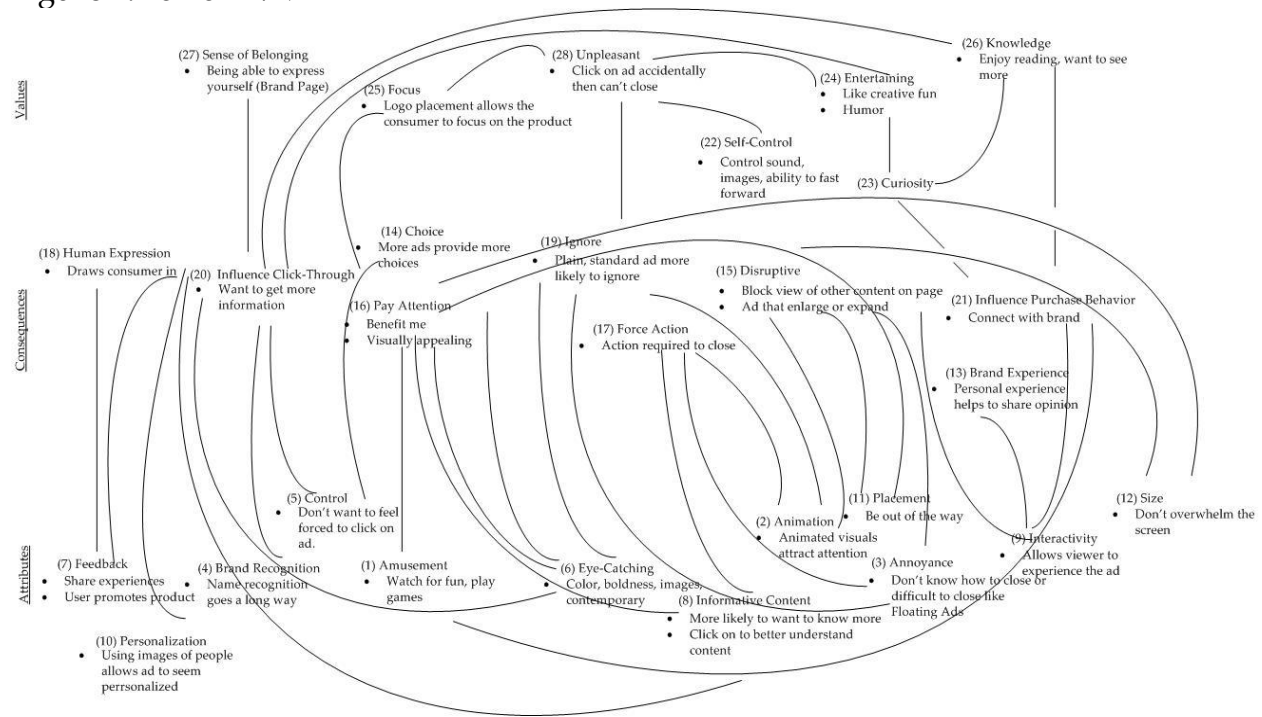 (27) Sense of Belonging
• Being able to express
yourself (Brand Page)
(28) Unpleasant
• Click on ad accidentally
then can't close
(26) Knowledge
• Enjoy reading, want to see
more
(25) Focus
• Logo placement allows the
consumer to focus on the product
(24) Entertaining
• Like creative fun
• Humor
Values
(22) Self-Control
• Control sound,
images, ability to fast
forward
(23) Curiosity
(18) Human Expression
• Draws consumer in
(20) Influence Click-Through
• Want to get more
information
(14) Choice
• More ads provide more
choices
(19) Ignore
• Plain, standard ad more
likely to ignore
(15) Disruptive
• Block view of other content on page
• Ad that enlarge or expand
(21) Influence Purchase Behavior
• Connect with brand
(16) Pay Attention
• Benefit me
• Visually appealing
(17) Force Action
• Action required to close
Consequences
(13) Brand Experience
• Personal experience
helps to share opinion
(5) Control
• Don't want to feel
forced to click on
ad.
(2) Animation
• Animated visuals
attract attention
(11) Placement
• Be out of the way
(12) Size
• Don't overwhelm the
screen
(9) Interactivity
• Allows viewer to
experience the ad
Attributes
(7) Feedback
• Share experiences
• User promotes product
(4) Brand Recognition
• Name recognition
goes a long way
(1) Amusement
• Watch for fun, play
games
(6) Eye-Catching
• Color, boldness, images,
contemporary
(3) Annoyance
• Don't know how to close or
difficult to close like
Floating Ads
(8) Informative Content
• More likely to want to know more
• Click on to better understand
content
(10) Personalization
• Using images of people
allows ad to seem
perrsonalized